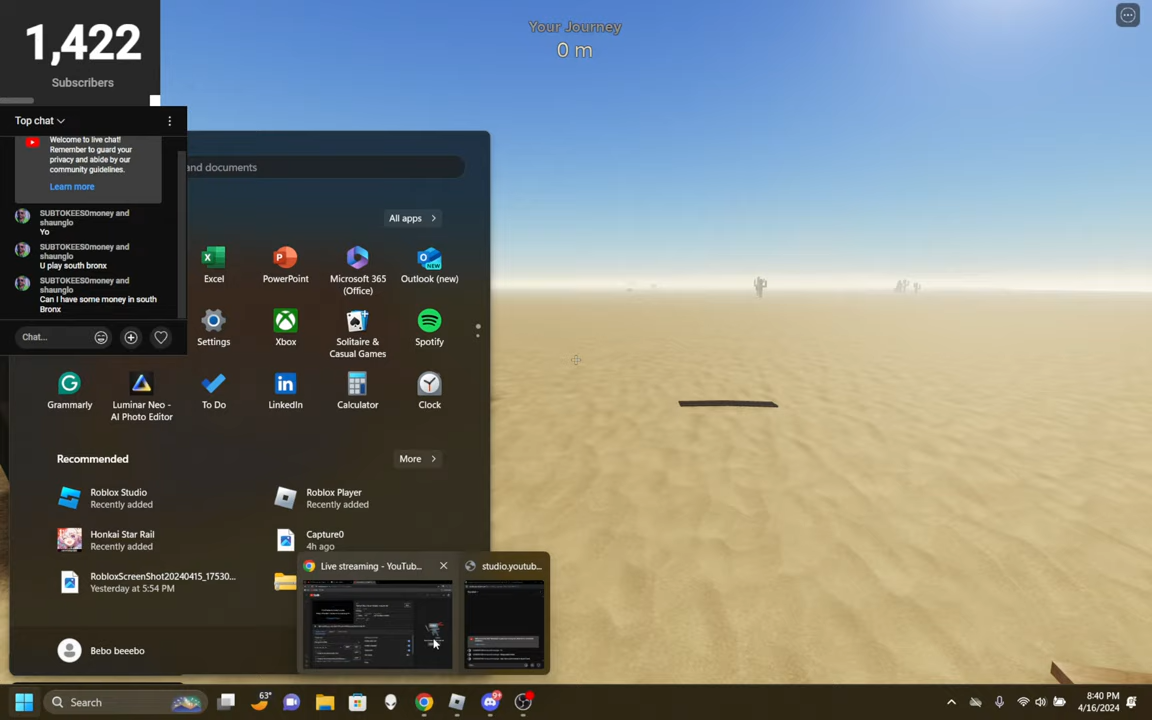 1,422
Subscribers
Your Journey
0 m
Top chat
Welcome to live chat!
Remember to guard your
privacy and abide by our
community guidelines.
Learn more
SUBTOKEES0money and
shaunglo
Yo
SUBTOKEES0money and
shaunglo
U play south bronx
SUBTOKEES0money and
shaunglo
Can I have some money in south
Bronx
Chat...
and documents
All apps
Excel
PowerPoint
Microsoft 365
(Office)
Outlook (new)
Settings
Xbox
Solitaire &
Casual Games
Spotify
Grammarly
Luminar Neo -
AI Photo Editor
To Do
LinkedIn
Calculator
Clock
Recommended
More
Roblox Studio
Recently added
Roblox Player
Recently added
Honkai Star Rail
Recently added
Capture0
4h ago
RobloxScreenShot20240415_17530...
Yesterday at 5:54 PM
Live streaming - YouTub...
studio.youtub...
Bebo beeebo
Search
63°
9+
8:40 PM
4/16/2024